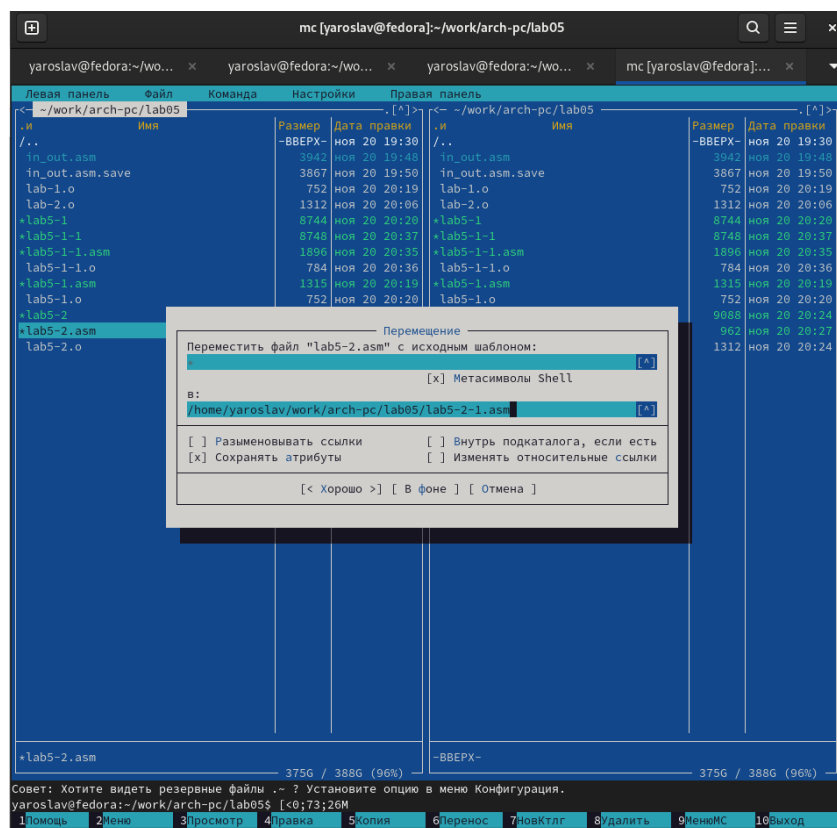 mc [yaroslav@fedora]:~/work/arch-pc/lab05
yaroslav@fedora:~/wo... × yaroslav@fedora:~/wo... × yaroslav@fedora:~/wo... × mc [yaroslav@fedora]:... ×
Левая панель Файл Команда Настройки Правая панель
<— ~/work/arch-pc/lab05 .[^]> <— ~/work/arch-pc/lab05 .[^]>
.и Имя Размер Дата правки .и Имя Размер Дата правки
/.. -ВВЕРХ- ноя 20 19:30 /.. -ВВЕРХ- ноя 20 19:30
in_out.asm 3942 ноя 20 19:48 in_out.asm 3942 ноя 20 19:48
in_out.asm.save 3867 ноя 20 19:50 in_out.asm.save 3867 ноя 20 19:50
lab-1.o 752 ноя 20 20:19 lab-1.o 752 ноя 20 20:19
lab-2.o 1312 ноя 20 20:06 lab-2.o 1312 ноя 20 20:06
*lab5-1 8744 ноя 20 20:20 *lab5-1 8744 ноя 20 20:20
*lab5-1-1 8748 ноя 20 20:37 *lab5-1-1 8748 ноя 20 20:37
*lab5-1-1.asm 1896 ноя 20 20:35 *lab5-1-1.asm 1896 ноя 20 20:35
lab5-1-1.o 784 ноя 20 20:36 lab5-1-1.o 784 ноя 20 20:36
*lab5-1.asm 1315 ноя 20 20:19 *lab5-1.asm 1315 ноя 20 20:19
lab5-1.o 752 ноя 20 20:20 lab5-1.o 752 ноя 20 20:20
*lab5-2 9088 ноя 20 20:24
*lab5-2.asm 962 ноя 20 20:27
lab5-2.o 1312 ноя 20 20:24
Перемещение
Переместить файл "lab5-2.asm" с исходным шаблоном:
* [^]
[x] Метасимволы Shell
в:
/home/yaroslav/work/arch-pc/lab05/lab5-2-1.asm [^]
[ ] Разыменовывать ссылки [ ] Внутрь подкаталога, если есть
[x] Сохранять атрибуты [ ] Изменять относительные ссылки
[< Хорошо >] [ В фоне ] [ Отмена ]
*lab5-2.asm -ВВЕРХ-
375G / 388G (96%) 375G / 388G (96%)
Совет: Хотите видеть резервные файлы .~ ? Установите опцию в меню Конфигурация.
yaroslav@fedora:~/work/arch-pc/lab05$ [<0;73;26M
1Помощь 2Меню 3Просмотр 4Правка 5Копия 6Перенос 7НовКтлг 8Удалить 9МенюМС 10Выход